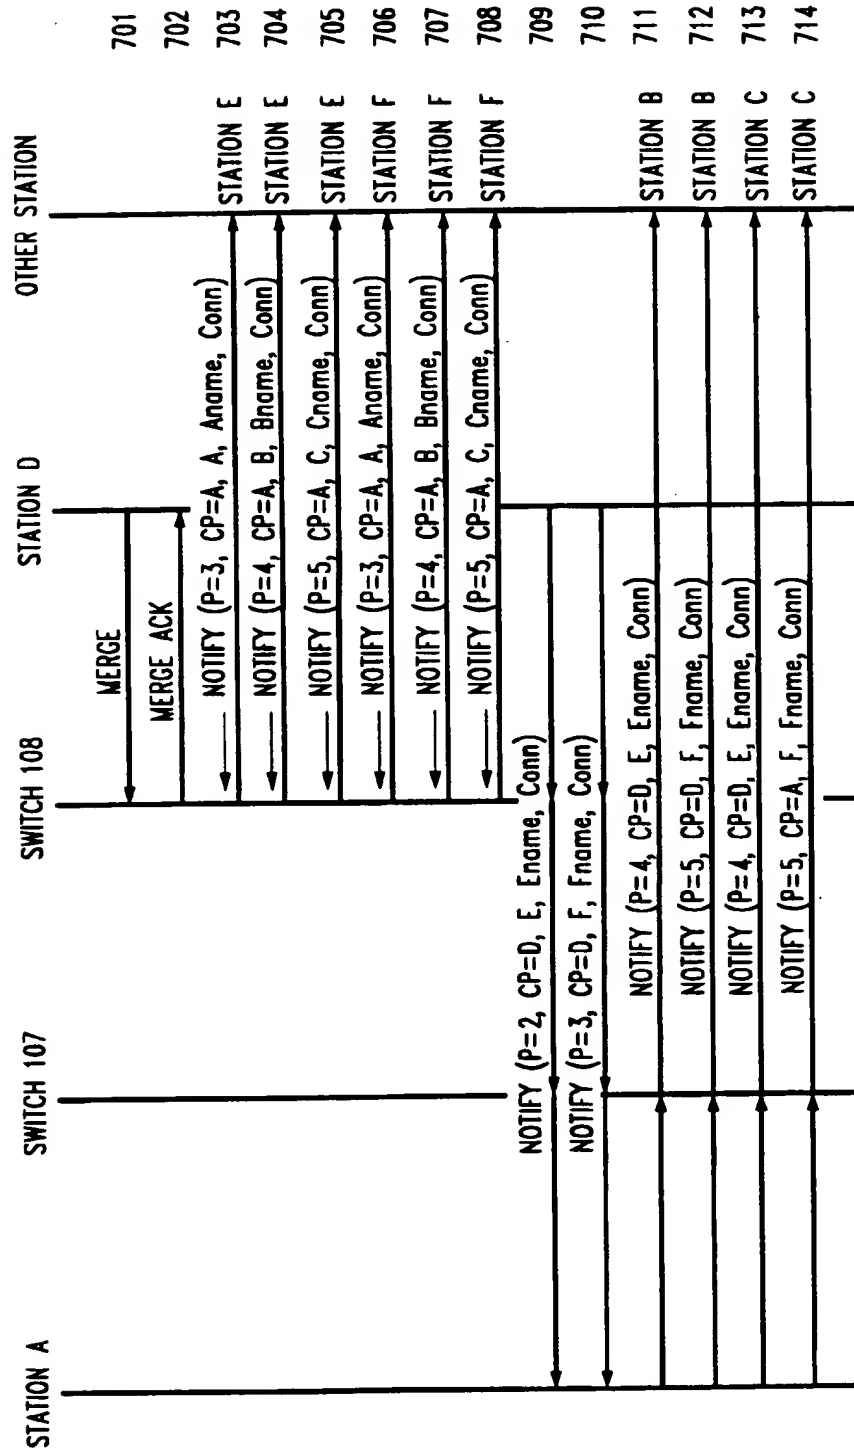 STATION A
SWITCH 107
SWITCH 108
STATION D
OTHER STATION
MERGE
701
MERGE ACK
702
NOTIFY (P=3, CP=A, A, Aname, Conn)
STATION E
703
NOTIFY (P=4, CP=A, B, Bname, Conn)
STATION E
704
NOTIFY (P=5, CP=A, C, Cname, Conn)
STATION E
705
NOTIFY (P=3, CP=A, A, Aname, Conn)
STATION F
706
NOTIFY (P=4, CP=A, B, Bname, Conn)
STATION F
707
NOTIFY (P=5, CP=A, C, Cname, Conn)
STATION F
708
NOTIFY (P=2, CP=D, E, Ename, Conn)
709
NOTIFY (P=3, CP=D, F, Fname, Conn)
710
NOTIFY (P=4, CP=D, E, Ename, Conn)
STATION B
711
NOTIFY (P=5, CP=D, F, Fname, Conn)
STATION B
712
NOTIFY (P=4, CP=D, E, Ename, Conn)
STATION C
713
NOTIFY (P=5, CP=A, F, Fname, Conn)
STATION C
714